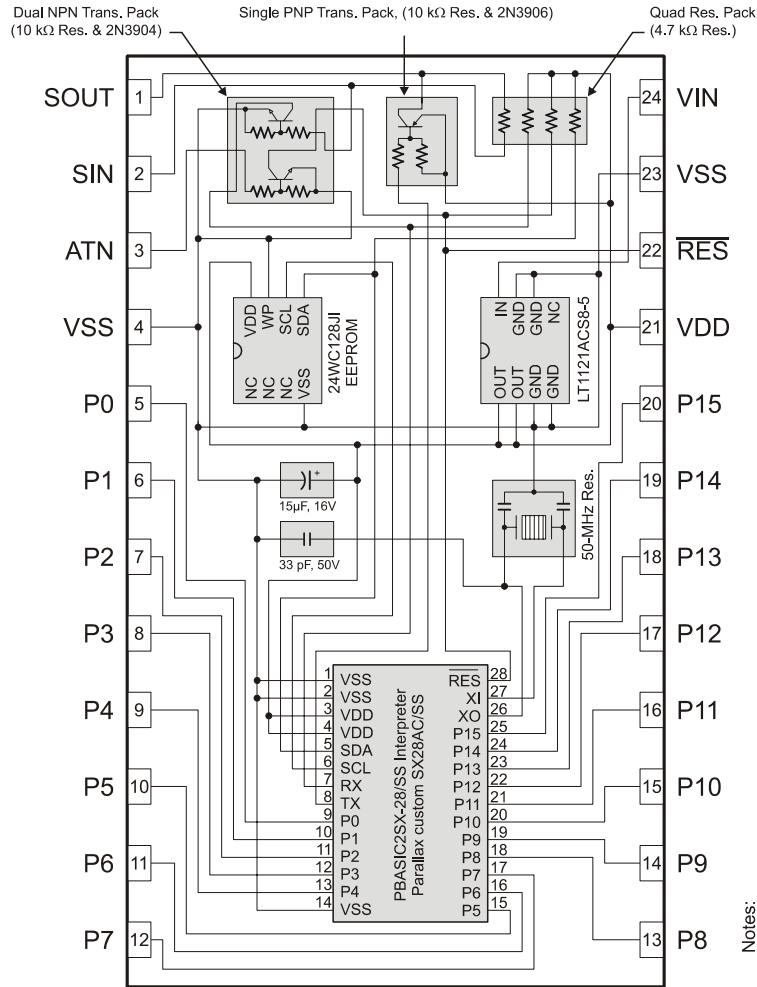 Dual NPN Trans. Pack
(10 kΩ Res. & 2N3904)
Single PNP Trans. Pack, (10 kΩ Res. & 2N3906)
Quad Res. Pack
(4.7 kΩ Res.)
SOUT 1
24 VIN
SIN 2
23 VSS
ATN 3
22 RES
VSS 4
21 VDD
P0 5
20 P15
P1 6
19 P14
P2 7
18 P13
P3 8
17 P12
P4 9
16 P11
P5 10
15 P10
P6 11
14 P9
P7 12
13 P8
VDD
WP
SCL
SDA
NC
NC
NC
VSS
24WC128JI
EEPROM
IN
GND
GND
NC
OUT
OUT
GND
GND
LT1121ACS8-5
+
15µF, 16V
33 pF, 50V
50-MHz Res.
1 VSS
2 VSS
3 VDD
4 VDD
5 SDA
6 SCL
7 RX
8 TX
9 P0
10 P1
11 P2
12 P3
13 P4
14 VSS
PBASIC2SX-28/SS Interpreter
Parallax custom SX28AC/SS
RES 28
XI 27
XO 26
P15 25
P14 24
P13 23
P12 22
P11 21
P10 20
P9 19
P8 18
P7 17
P6 16
P5 15
Notes: